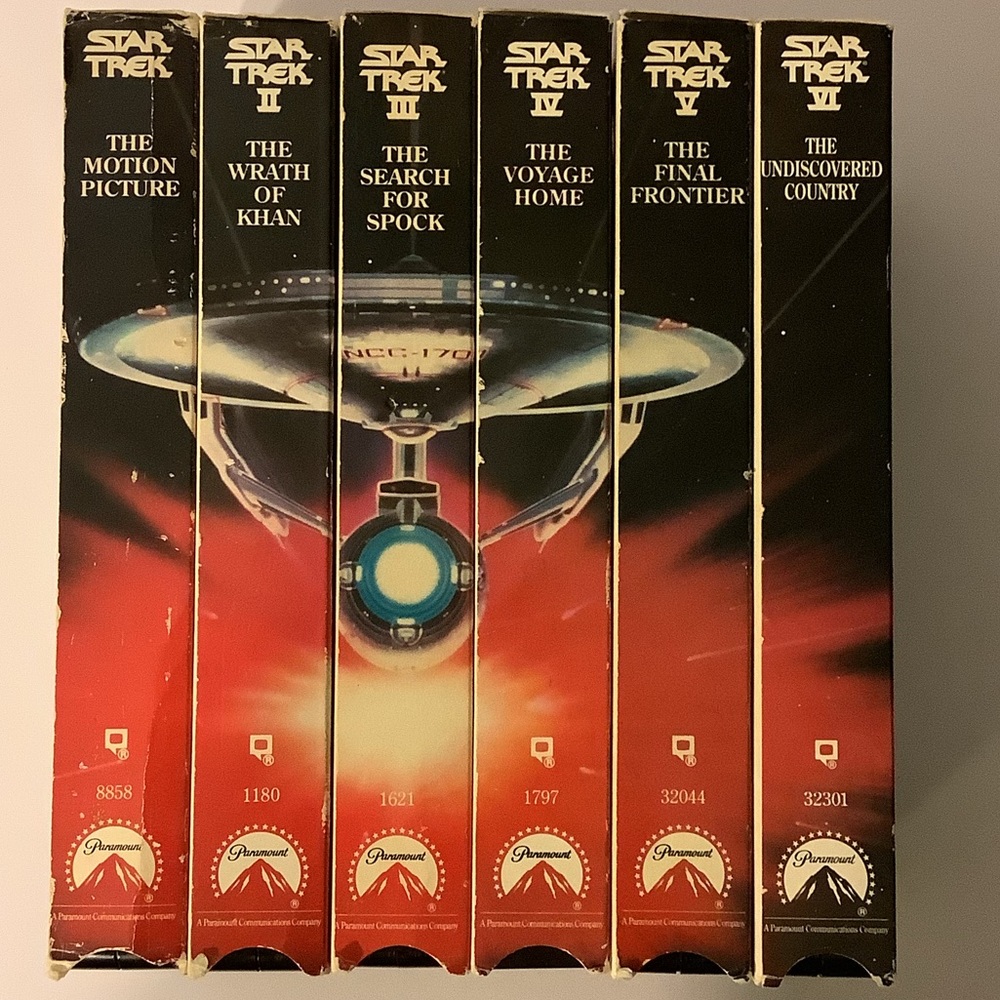 STAR
TREK
THE
MOTION
PICTURE
8858
Paramount
®
A Paramount Communications Company
STAR
TREK
II
THE
WRATH
OF
KHAN
®
1180
Paramount
®
A Paramount Communications Company
STAR
TREK
III
THE
SEARCH
FOR
SPOCK
NCC-1701
1621
Paramount
®
A Paramount Communications Company
STAR
TREK
IV
THE
VOYAGE
HOME
®
1797
Paramount
®
A Paramount Communications Company
STAR
TREK
V
THE
FINAL
FRONTIER
®
32044
Paramount
®
A Paramount Communications Company
STAR
TREK
VI
THE
UNDISCOVERED
COUNTRY
®
32301
Paramount
®
A Paramount Communications Company